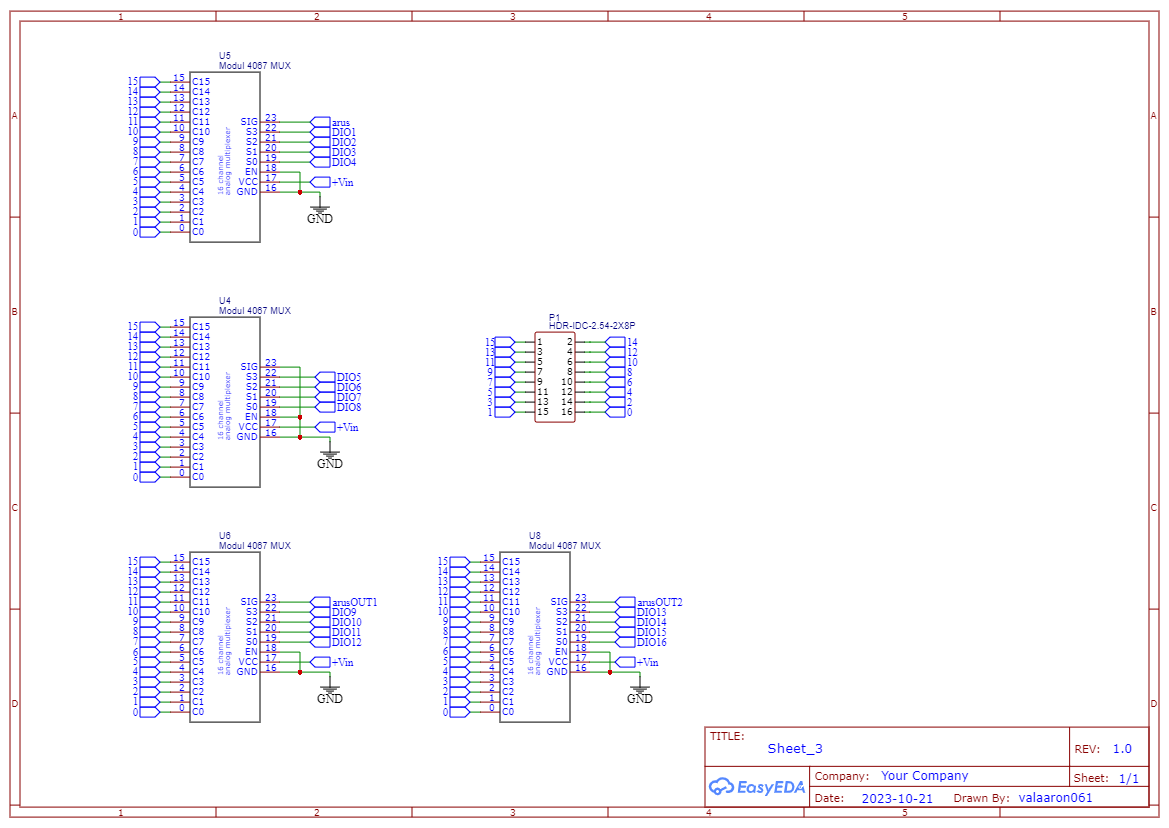 1 2 3 4 5
A A
U5
Modul 4067 MUX
15 15 C15
14 14 C14
13 13 C13
12 12 C12
11 11 C11 SIG 23 arus
10 10 C10 S3 22 DIO1
9 9 C9 S2 21 DIO2
8 8 C8 S1 20 DIO3
7 7 C7 S0 19 DIO4
6 6 C6 EN 18
5 5 C5 VCC 17 +Vin
4 4 C4 GND 16
3 3 C3
2 2 C2
1 1 C1
0 0 C0
16 channel
analog multiplexer
GND
B B
U4
Modul 4067 MUX
15 15 C15
14 14 C14
13 13 C13
12 12 C12
11 11 C11 SIG 23
10 10 C10 S3 22 DIO5
9 9 C9 S2 21 DIO6
8 8 C8 S1 20 DIO7
7 7 C7 S0 19 DIO8
6 6 C6 EN 18
5 5 C5 VCC 17 +Vin
4 4 C4 GND 16
3 3 C3
2 2 C2
1 1 C1
0 0 C0
16 channel
analog multiplexer
GND
P1
HDR-IDC-2.54-2X8P
15 1 2 14
13 3 4 12
11 5 6 10
9 7 8 8
7 9 10 6
5 11 12 4
3 13 14 2
1 15 16 0
C C
U6
Modul 4067 MUX
15 15 C15
14 14 C14
13 13 C13
12 12 C12
11 11 C11 SIG 23 arusOUT1
10 10 C10 S3 22 DIO9
9 9 C9 S2 21 DIO10
8 8 C8 S1 20 DIO11
7 7 C7 S0 19 DIO12
6 6 C6 EN 18
5 5 C5 VCC 17 +Vin
4 4 C4 GND 16
3 3 C3
2 2 C2
1 1 C1
0 0 C0
16 channel
analog multiplexer
GND
U8
Modul 4067 MUX
15 15 C15
14 14 C14
13 13 C13
12 12 C12
11 11 C11 SIG 23 arusOUT2
10 10 C10 S3 22 DIO13
9 9 C9 S2 21 DIO14
8 8 C8 S1 20 DIO15
7 7 C7 S0 19 DIO16
6 6 C6 EN 18
5 5 C5 VCC 17 +Vin
4 4 C4 GND 16
3 3 C3
2 2 C2
1 1 C1
0 0 C0
16 channel
analog multiplexer
GND
D D
TITLE:
Sheet_3
REV: 1.0
EasyEDA
Company: Your Company
Sheet: 1/1
Date: 2023-10-21 Drawn By: valaaron061
1 2 3 4 5